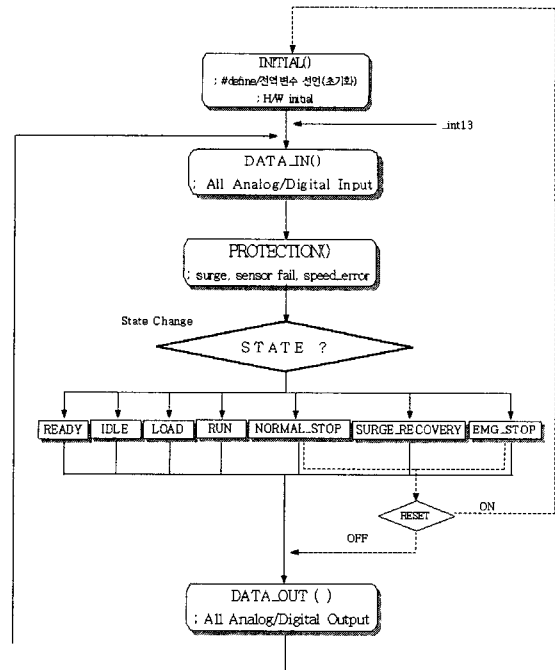 INITIAL()
; #define/전역변수 선언(초기화)
; H/W initial
_int13
DATA_IN()
; All Analog/Digital Input
PROTECTION()
; surge, sensor fail, speed_error
State Change
STATE ?
READY IDLE LOAD RUN NORMAL_STOP SURGE_RECOVERY EMG_STOP
RESET
ON
OFF
DATA_OUT ( )
; All Analog/Digital Output